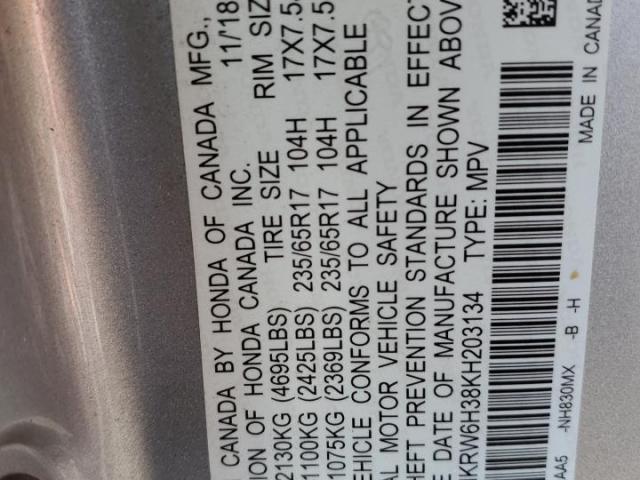 CANADA BY HONDA OF CANADA MFG., 11/18
ION OF HONDA CANADA INC.
TIRE SIZE RIM SIZ
2130KG (4695LBS)
1100KG (2425LBS) 235/65R17 104H 17X7.5
1075KG (2369LBS) 235/65R17 104H 17X7.5
EHICLE CONFORMS TO ALL APPLICABLE
AL MOTOR VEHICLE SAFETY
HEFT PREVENTION STANDARDS IN EFFECT
DATE OF MANUFACTURE SHOWN ABOV
KRW6H38KH203134 TYPE: MPV
AA5 -NH830MX -B -H MADE IN CANAD